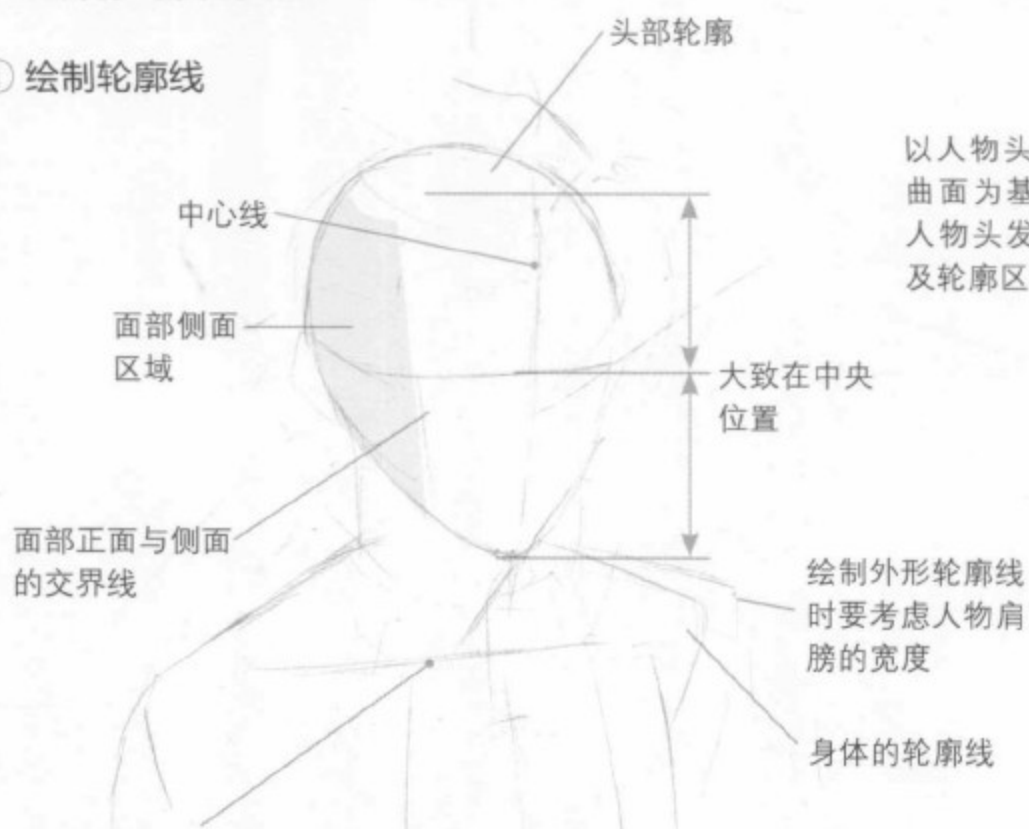 绘制轮廓线
头部轮廓
中心线
面部侧面
区域
大致在中央
位置
面部正面与侧面
的交界线
绘制外形轮廓线
时要考虑人物肩
膀的宽度
身体的轮廓线
以人物头
曲面为基
人物头发
及轮廓区